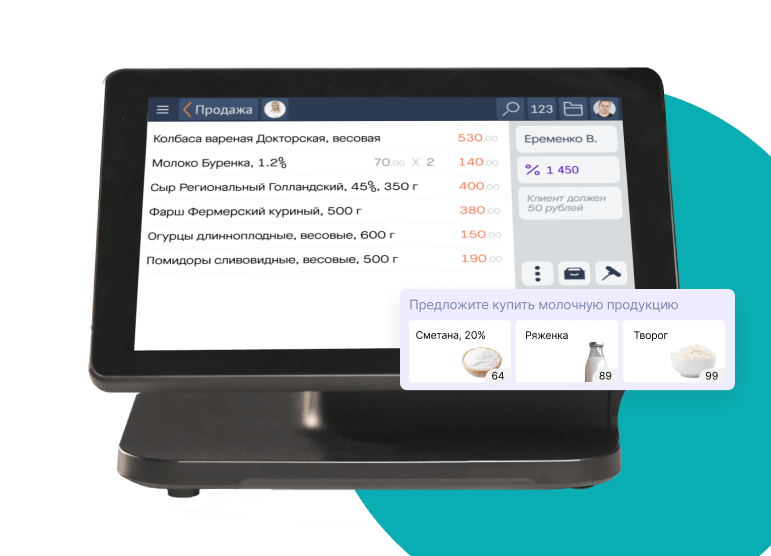 Продажа 123
Колбаса вареная Докторская, весовая 530.00
Молоко Буренка, 1.2% 70.00 X 2 140.00
Сыр Региональный Голландский, 45%, 350 г 400.00
Фарш Фермерский куриный, 500 г 380.00
Огурцы длинноплодные, весовые, 600 г 150.00
Помидоры сливовидные, весовые, 500 г 190.00
Еременко В.
% 1 450
Клиент должен
50 рублей
Предложите купить молочную продукцию
Сметана, 20% Ряженка Творог
64 89 99